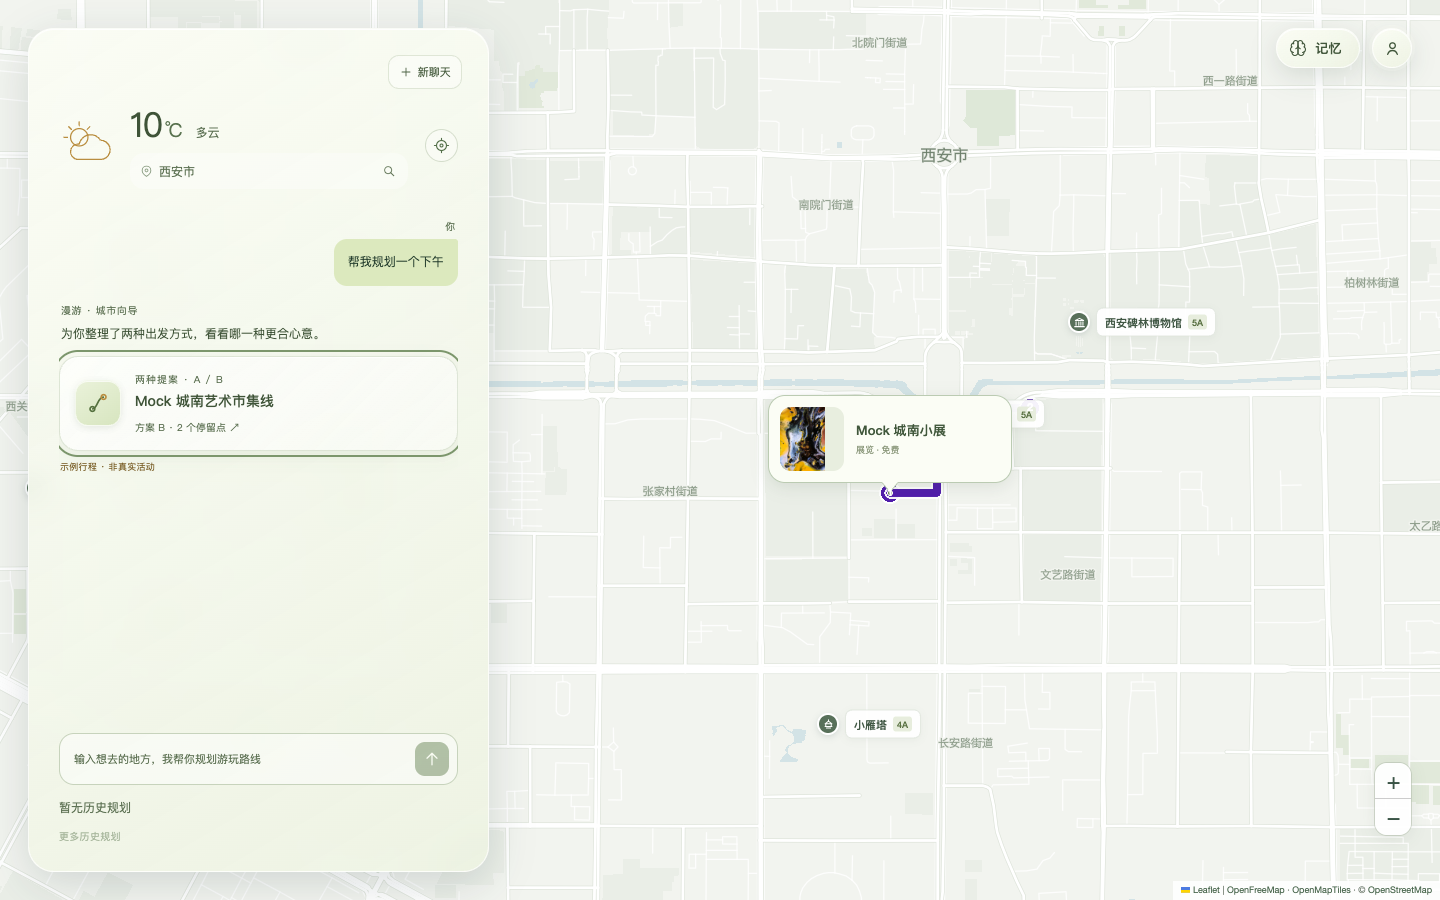 新聊天
10℃ 多云
西安市
你
帮我规划一个下午
漫游 · 城市向导
为你整理了两种出发方式，看看哪一种更合心意。
两种提案 · A / B
Mock 城南艺术市集线
方案 B · 2 个停留点 ↗
示例行程 · 非真实活动
输入想去的地方，我帮你规划游玩路线
暂无历史规划
更多历史规划
记忆
北院门街道
西一路街道
西安市
南院门街道
柏树林街道
西安碑林博物馆 5A
西关
5A
Mock 城南小展
展览 · 免费
张家村街道
太乙路
文艺路街道
小雁塔 4A
长安路街道
+
−
Leaflet | OpenFreeMap · OpenMapTiles · © OpenStreetMap